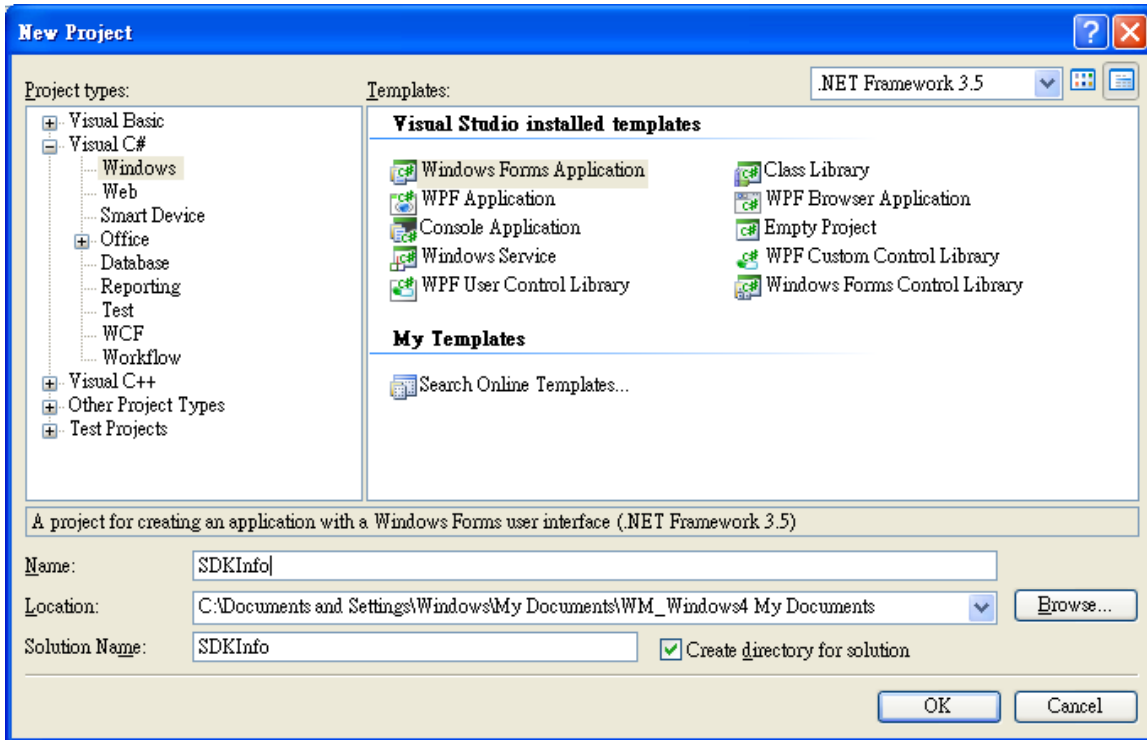 New Project
Project types:
Templates:
.NET Framework 3.5
Visual Basic
Visual C#
Windows
Web
Smart Device
Office
Database
Reporting
Test
WCF
Workflow
Visual C++
Other Project Types
Test Projects
Visual Studio installed templates
Windows Forms Application
Class Library
WPF Application
WPF Browser Application
Console Application
Empty Project
Windows Service
WPF Custom Control Library
WPF User Control Library
Windows Forms Control Library
My Templates
Search Online Templates...
A project for creating an application with a Windows Forms user interface (.NET Framework 3.5)
Name:
SDKInfo
Location:
C:\Documents and Settings\Windows\My Documents\WM_Windows4 My Documents
Browse...
Solution Name:
SDKInfo
Create directory for solution
OK
Cancel